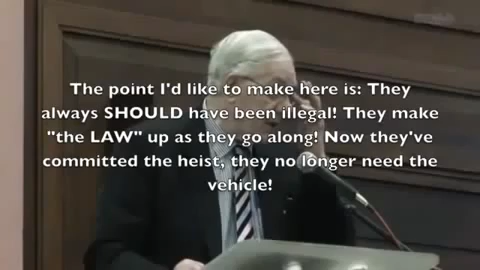 The point I'd like to make here is: They
always SHOULD have been illegal! They make
"the LAW" up as they go along! Now they've
committed the heist, they no longer need the
vehicle!